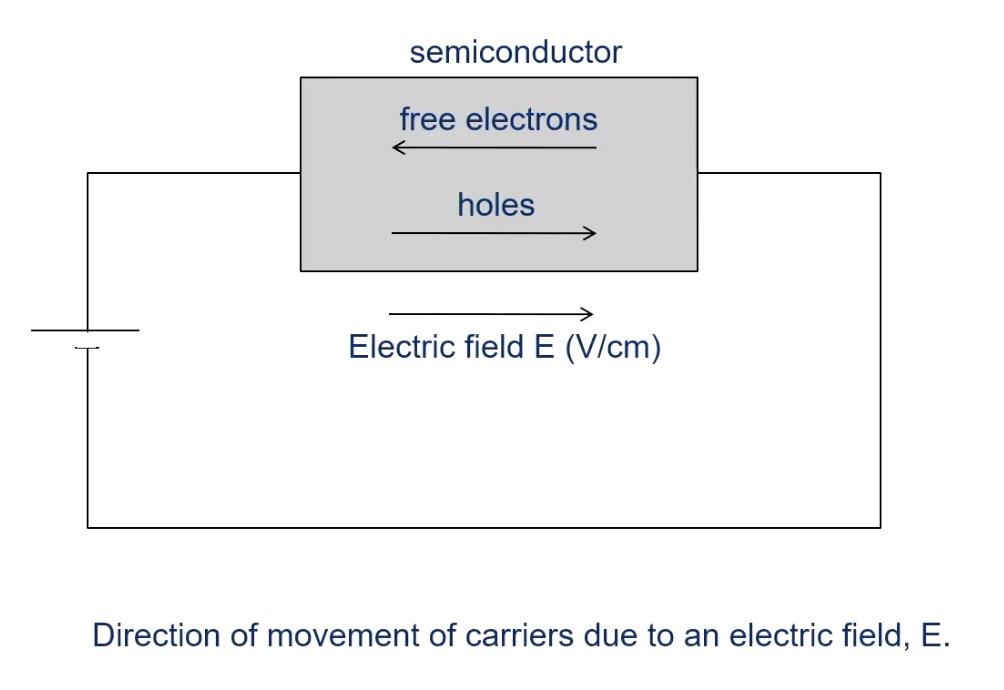 semiconductor
free electrons
holes
Electric field E (V/cm)
Direction of movement of carriers due to an electric field, E.